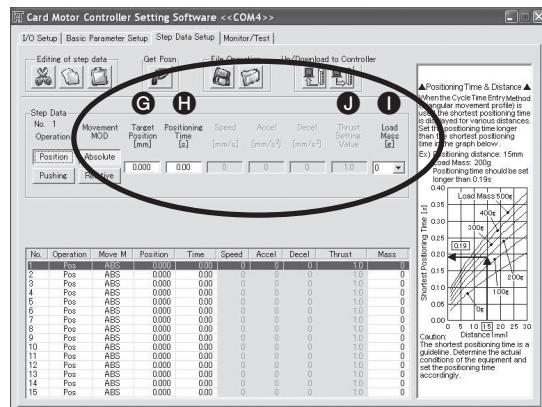 Card Motor Controller Setting Software <<COM4>>
I/O Setup Basic Parameter Setup Step Data Setup Monitor/Test
Editing of step data Get Posn. File Operation Up/Download to Controller
Step Data
No. 1
Operation
Position
Pushing
Movement
MOD
Absolute
Relative
G
Target
Position
[mm]
0.000
H
Positioning
Time
[s]
0.00
Speed
[mm/s]
0
Accel
[mm/s²]
0
Decel
[mm/s²]
0
J
Thrust
Setting
Value
1.0
I
Load
Mass
[g]
0
No. Operation Move M Position Time Speed Accel Decel Thrust Mass
1 Pos ABS 0.000 0.00 0 0 0 1.0 0
2 Pos ABS 0.000 0.00 0 0 0 1.0 0
3 Pos ABS 0.000 0.00 0 0 0 1.0 0
4 Pos ABS 0.000 0.00 0 0 0 1.0 0
5 Pos ABS 0.000 0.00 0 0 0 1.0 0
6 Pos ABS 0.000 0.00 0 0 0 1.0 0
7 Pos ABS 0.000 0.00 0 0 0 1.0 0
8 Pos ABS 0.000 0.00 0 0 0 1.0 0
9 Pos ABS 0.000 0.00 0 0 0 1.0 0
10 Pos ABS 0.000 0.00 0 0 0 1.0 0
11 Pos ABS 0.000 0.00 0 0 0 1.0 0
12 Pos ABS 0.000 0.00 0 0 0 1.0 0
13 Pos ABS 0.000 0.00 0 0 0 1.0 0
14 Pos ABS 0.000 0.00 0 0 0 1.0 0
15 Pos ABS 0.000 0.00 0 0 0 1.0 0
▲Positioning Time & Distance▲
When the Cycle Time Entry Method
(triangular movement profile) is
used, the shortest positioning time
is displayed for various distances.
Set the positioning time longer
than the shortest positioning
time in the graph below.
Ex) Positioning distance: 15mm
Load Mass: 200g
Positioning time should be set
longer than 0.19s
Shortest Positioning Time [s]
0.40
0.35
0.30
0.25
0.20
0.15
0.10
0.05
0.00
0.19
Load Mass 500g
400g
300g
200g
100g
0g
0 5 10 15 20 25 30
Distance [mm]
Caution:
The shortest positioning time is a
guideline. Determine the actual
conditions of the equipment and
set the positioning time
accordingly.